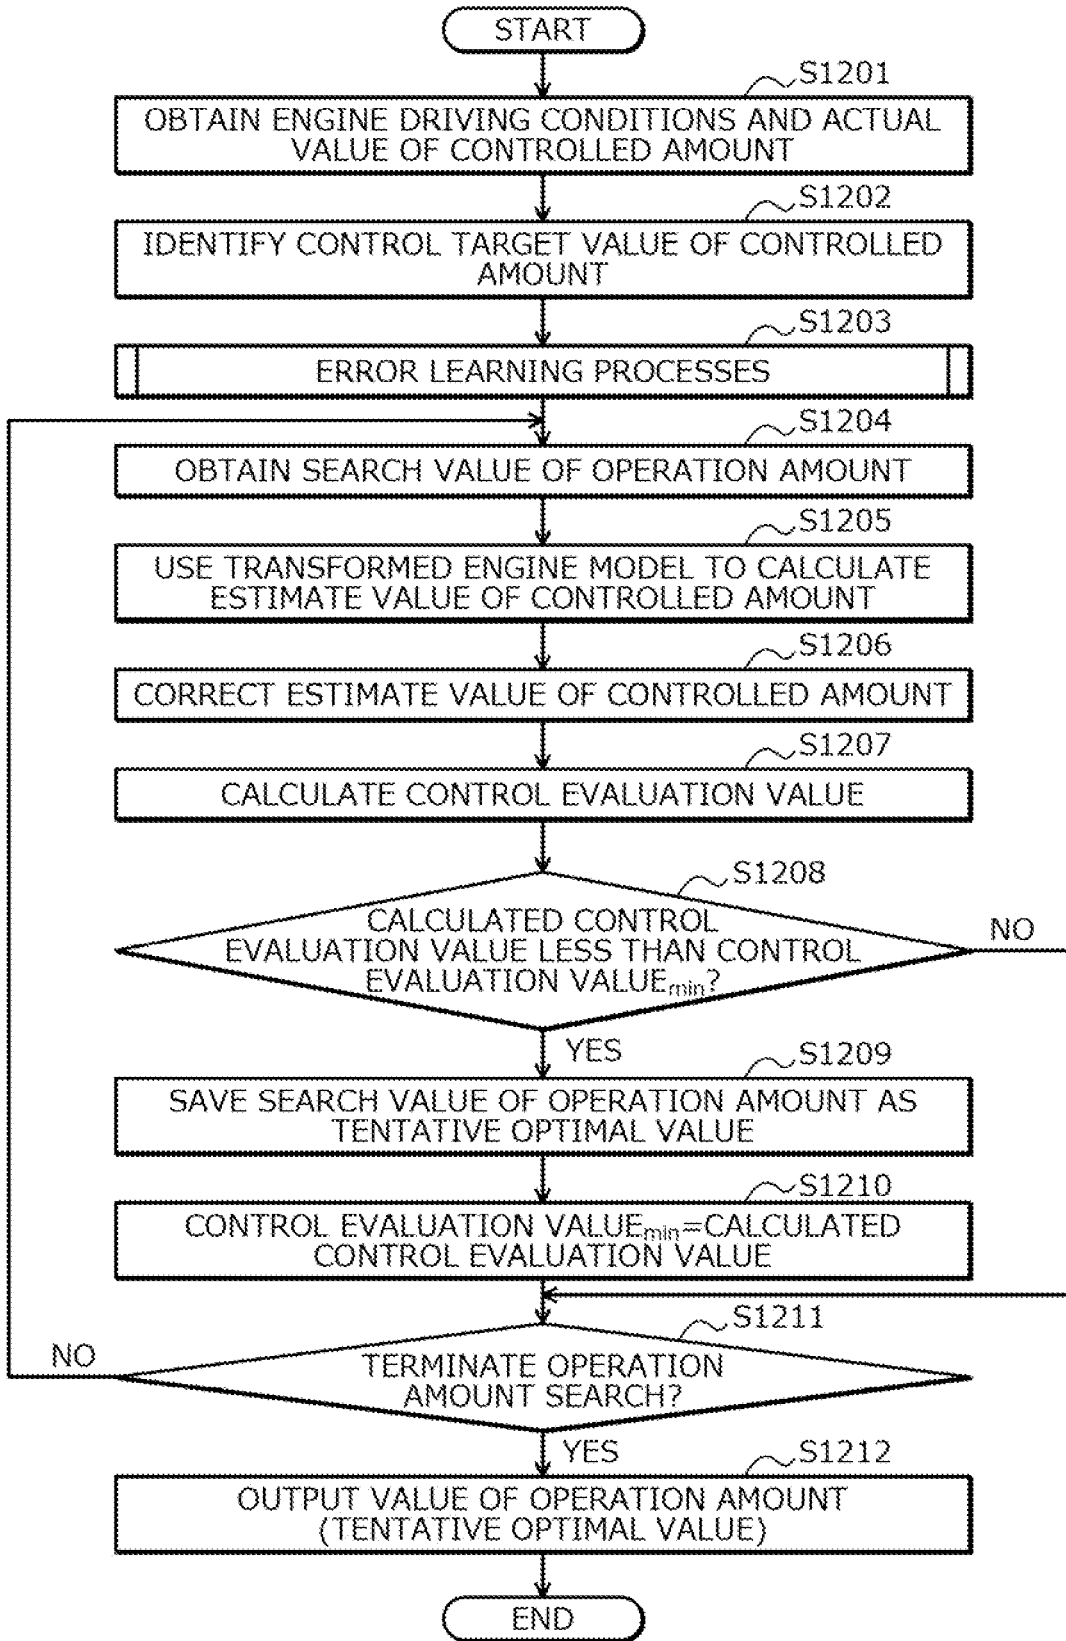 START
S1201
OBTAIN ENGINE DRIVING CONDITIONS AND ACTUAL
VALUE OF CONTROLLED AMOUNT
S1202
IDENTIFY CONTROL TARGET VALUE OF CONTROLLED
AMOUNT
S1203
ERROR LEARNING PROCESSES
S1204
OBTAIN SEARCH VALUE OF OPERATION AMOUNT
S1205
USE TRANSFORMED ENGINE MODEL TO CALCULATE
ESTIMATE VALUE OF CONTROLLED AMOUNT
S1206
CORRECT ESTIMATE VALUE OF CONTROLLED AMOUNT
S1207
CALCULATE CONTROL EVALUATION VALUE
S1208
CALCULATED CONTROL
EVALUATION VALUE LESS THAN CONTROL
EVALUATION VALUEmin?
NO
YES
S1209
SAVE SEARCH VALUE OF OPERATION AMOUNT AS
TENTATIVE OPTIMAL VALUE
S1210
CONTROL EVALUATION VALUEmin=CALCULATED
CONTROL EVALUATION VALUE
S1211
NO
TERMINATE OPERATION
AMOUNT SEARCH?
YES
S1212
OUTPUT VALUE OF OPERATION AMOUNT
(TENTATIVE OPTIMAL VALUE)
END